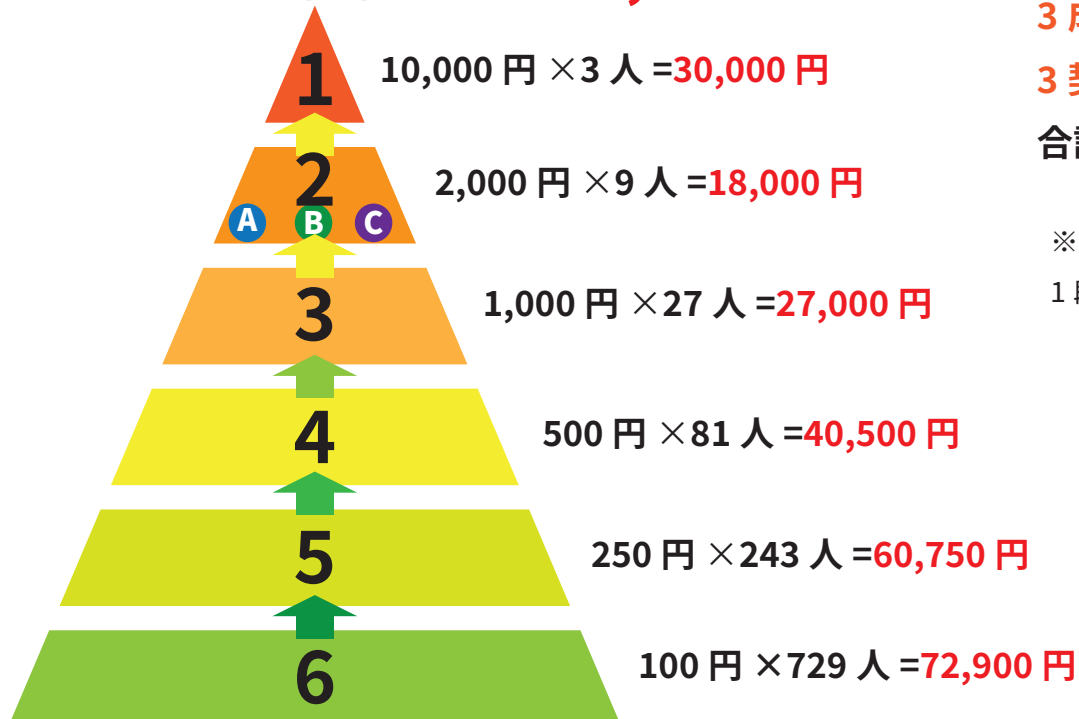 1
10,000 円 ×3 人 =30,000 円
2
2,000 円 ×9 人 =18,000 円
A B C
3
1,000 円 ×27 人 =27,000 円
4
500 円 ×81 人 =40,500 円
5
250 円 ×243 人 =60,750 円
6
100 円 ×729 人 =72,900 円
3
3
合
※
1